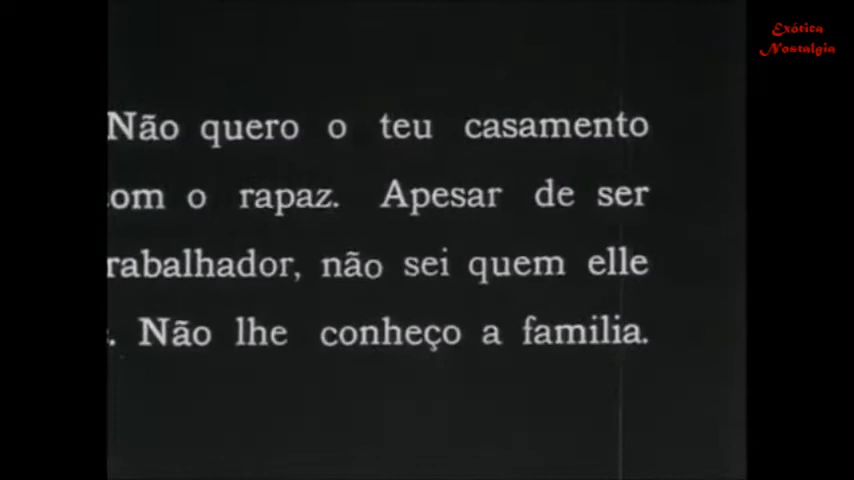 Exótica
Nostalgia
Não quero o teu casamento
om o rapaz. Apesar de ser
rabalhador, não sei quem elle
. Não lhe conheço a familia.